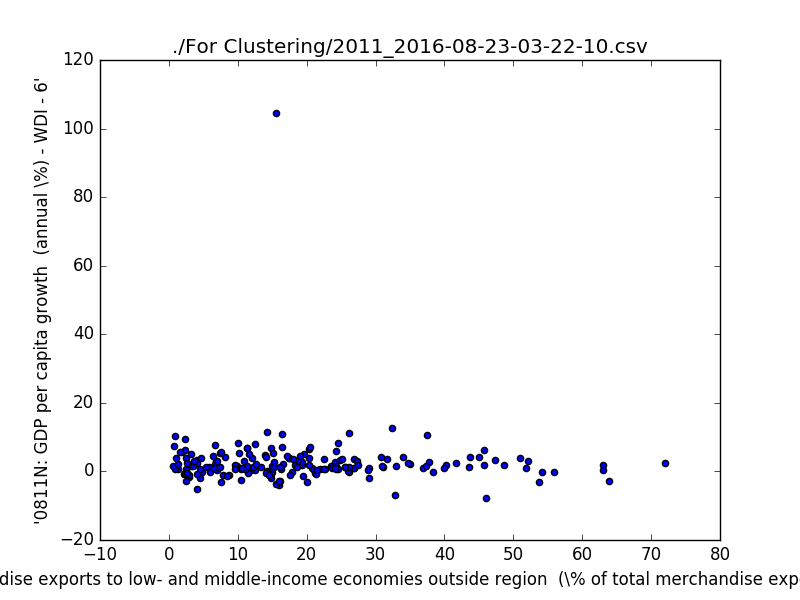 ./For Clustering/2011_2016-08-23-03-22-10.csv
'0811N: GDP per capita growth (annual \%) - WDI - 6'
120
100
80
60
40
20
0
−20
−10 0 10 20 30 40 50 60 70 80
exports to low- and middle-income economies outside region (\% of total merchandise